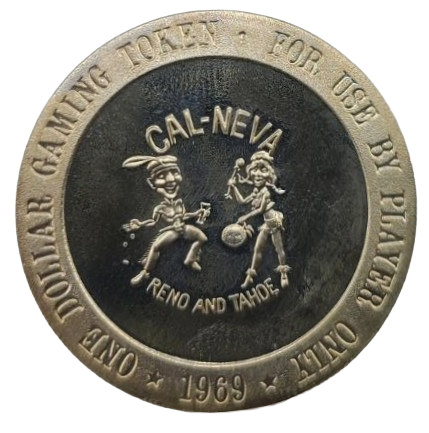 ONE DOLLAR GAMING TOKEN · FOR USE BY PLAYER ONLY
CAL-NEVA
RENO AND TAHOE
★ 1969 ★